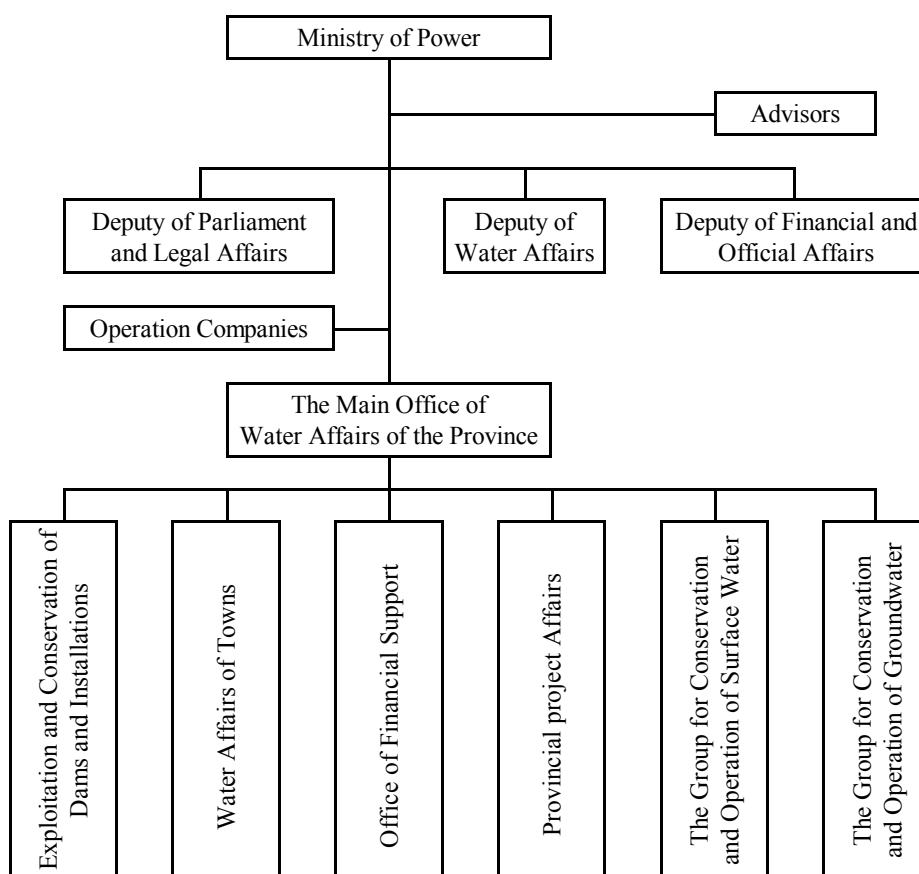 Ministry of Power
Advisors
Deputy of Parliament
and Legal Affairs
Deputy of
Water Affairs
Deputy of Financial and
Official Affairs
Operation Companies
The Main Office of
Water Affairs of the Province
Exploitation and Conservation of
Dams and Installations
Water Affairs of Towns
Office of Financial Support
Provincial project Affairs
The Group for Conservation
and Operation of Surface Water
The Group for Conservation
and Operation of Groundwater